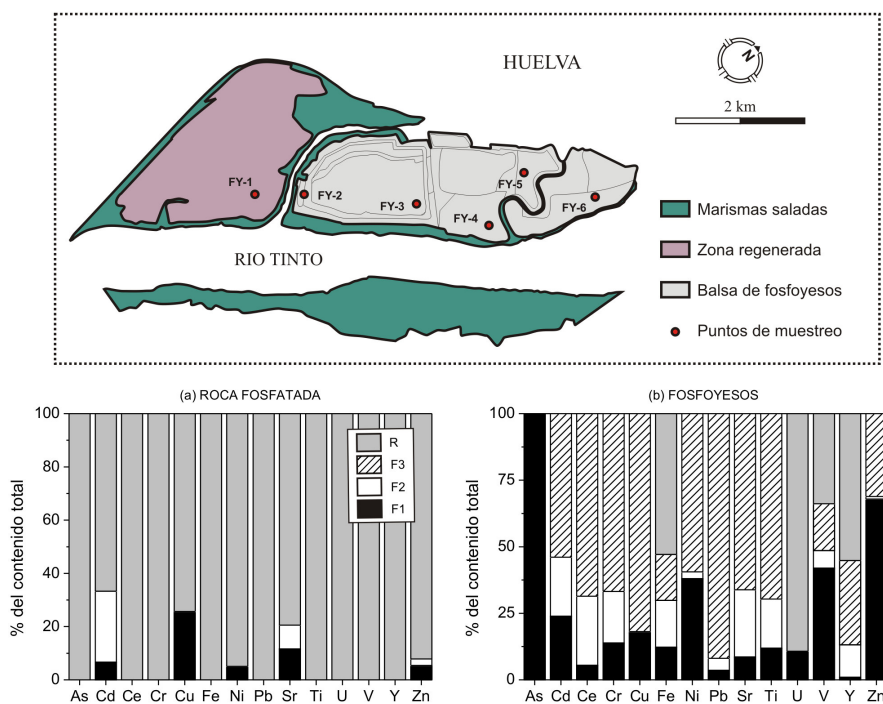 HUELVA
N
2 km
FY-1
FY-2
FY-3
FY-4
FY-5
FY-6
RIO TINTO
Marismas saladas
Zona regenerada
Balsa de fosfoyesos
Puntos de muestreo
(a) ROCA FOSFATADA
% del contenido total
100
80
60
40
20
0
R
F3
F2
F1
As Cd Ce Cr Cu Fe Ni Pb Sr Ti U V Y Zn
(b) FOSFOYESOS
% del contenido total
100
75
50
25
0
As Cd Ce Cr Cu Fe Ni Pb Sr Ti U V Y Zn